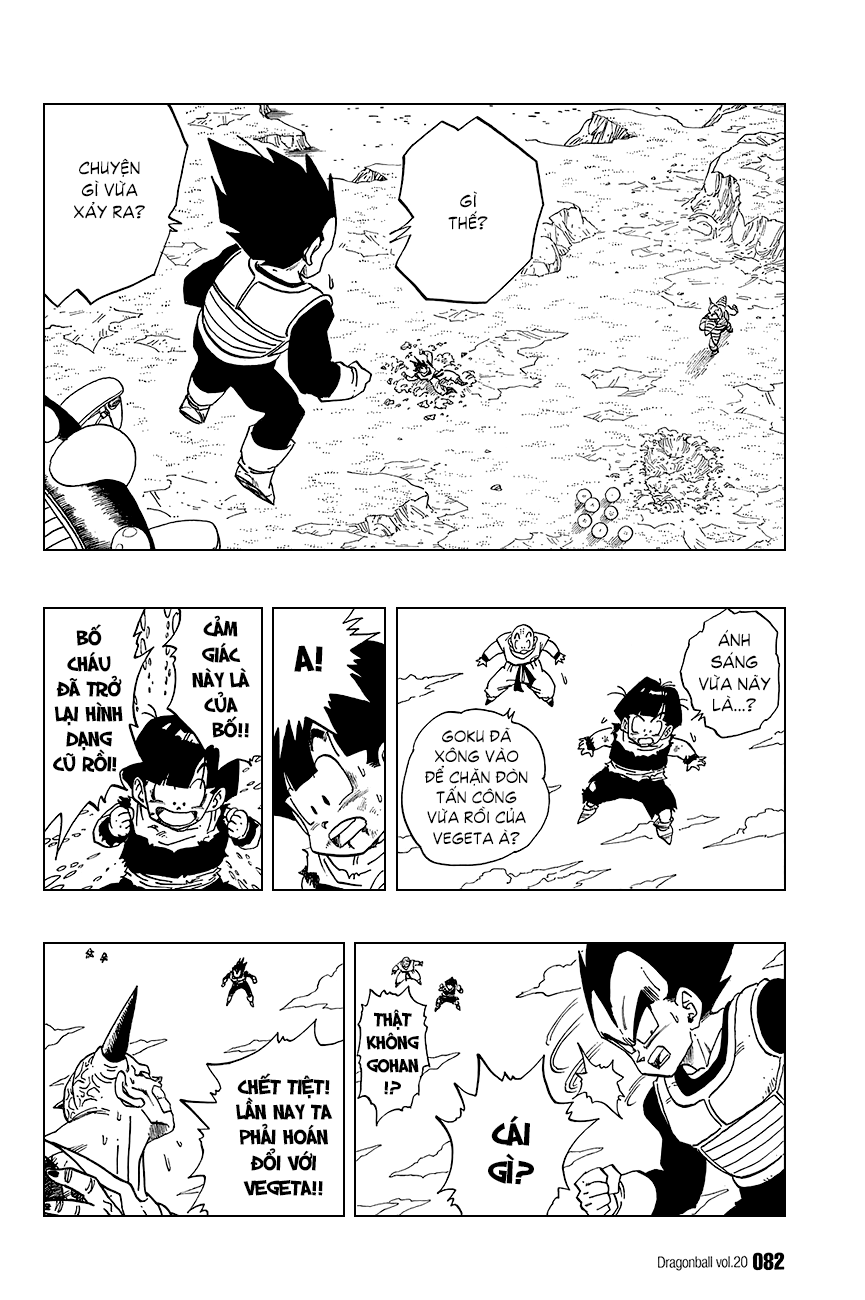 GÌ
THẾ?
CHUYỆN
GÌ VỪA
XẢY RA?
ÁNH
SÁNG
VỪA NÃY
LÀ...?
GOKU ĐÃ
XÔNG VÀO
ĐỂ CHẶN ĐÒN
TẤN CÔNG
VỪA RỒI CỦA
VEGETA À?
A!
CẢM
GIÁC
NÀY LÀ
CỦA
BỐ!!
BỐ
CHÁU
ĐÃ TRỞ
LẠI HÌNH
DẠNG
CŨ RỒI!
THẬT
KHÔNG
GOHAN
!?
CÁI
GÌ?
CHẾT TIỆT!
LẦN NAY TA
PHẢI HOÁN
ĐỔI VỚI
VEGETA!!
Dragonball vol.20 082